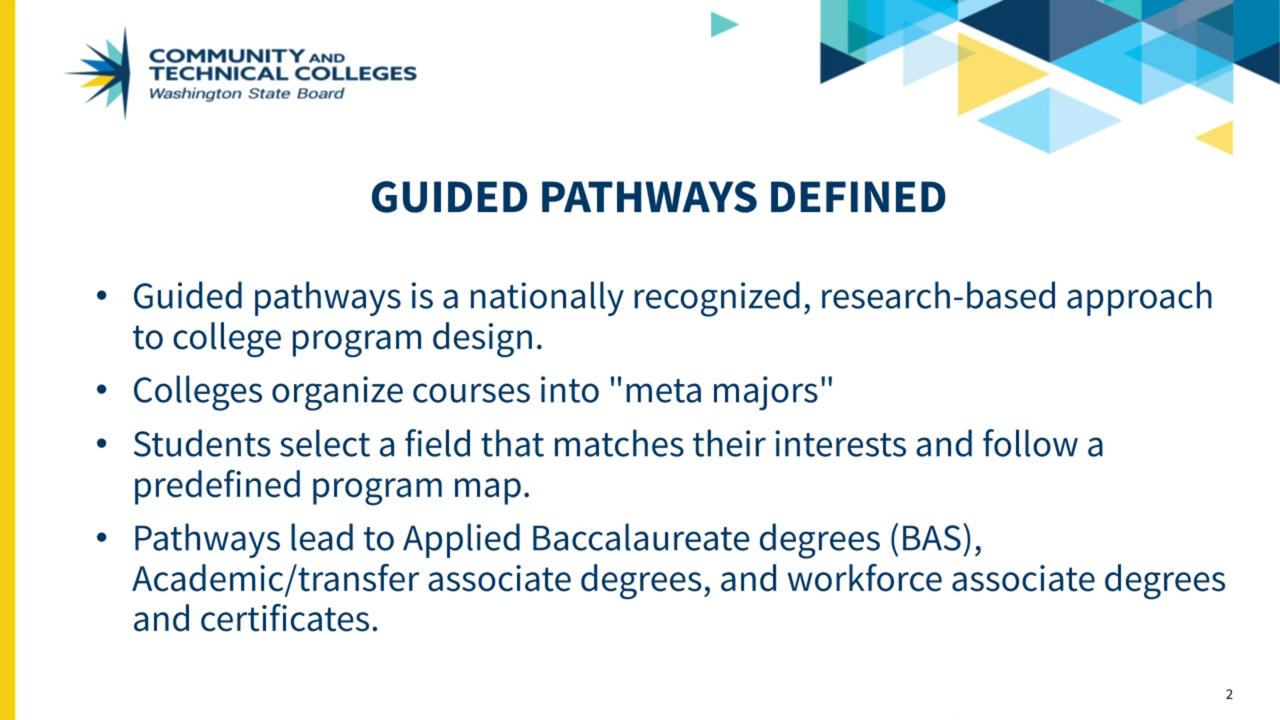 COMMUNITY AND
TECHNICAL COLLEGES
Washington State Board
GUIDED PATHWAYS DEFINED
• Guided pathways is a nationally recognized, research-based approach
to college program design.
• Colleges organize courses into "meta majors"
• Students select a field that matches their interests and follow a
predefined program map.
• Pathways lead to Applied Baccalaureate degrees (BAS),
Academic/transfer associate degrees, and workforce associate degrees
and certificates.
2